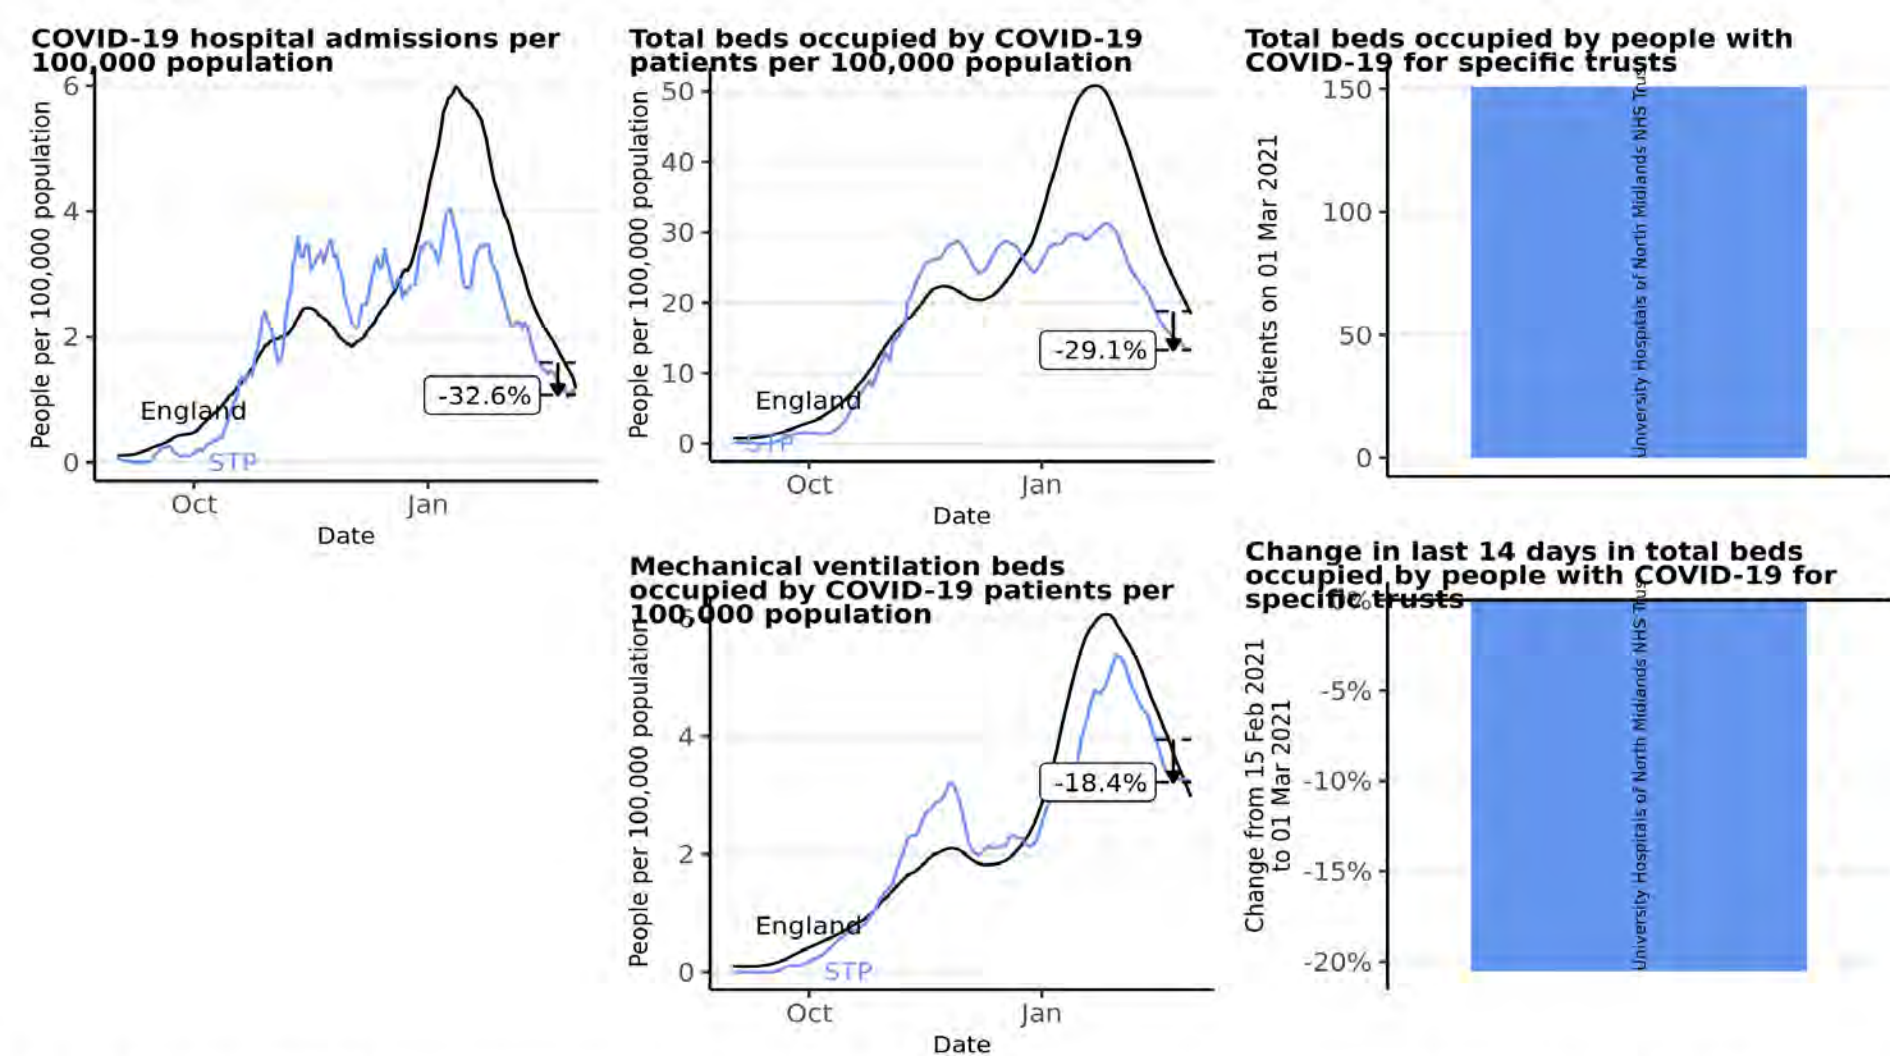 COVID-19 hospital admissions per
100,000 population
People per 100,000 population
6
4
2
0
England
STP
-32.6%
Oct
Jan
Date
Total beds occupied by COVID-19
patients per 100,000 population
People per 100,000 population
50
40
30
20
10
0
England
STP
-29.1%
Oct
Jan
Date
Total beds occupied by people with
COVID-19 for specific trusts
Patients on 01 Mar 2021
150
100
50
0
University Hospitals of North Midlands NHS Trust
Mechanical ventilation beds
occupied by COVID-19 patients per
100,000 population
People per 100,000 population
6
4
2
0
England
STP
-18.4%
Oct
Jan
Date
Change in last 14 days in total beds
occupied by people with COVID-19 for
specific trusts
Change from 15 Feb 2021
to 01 Mar 2021
0%
-5%
-10%
-15%
-20%
University Hospitals of North Midlands NHS Trust